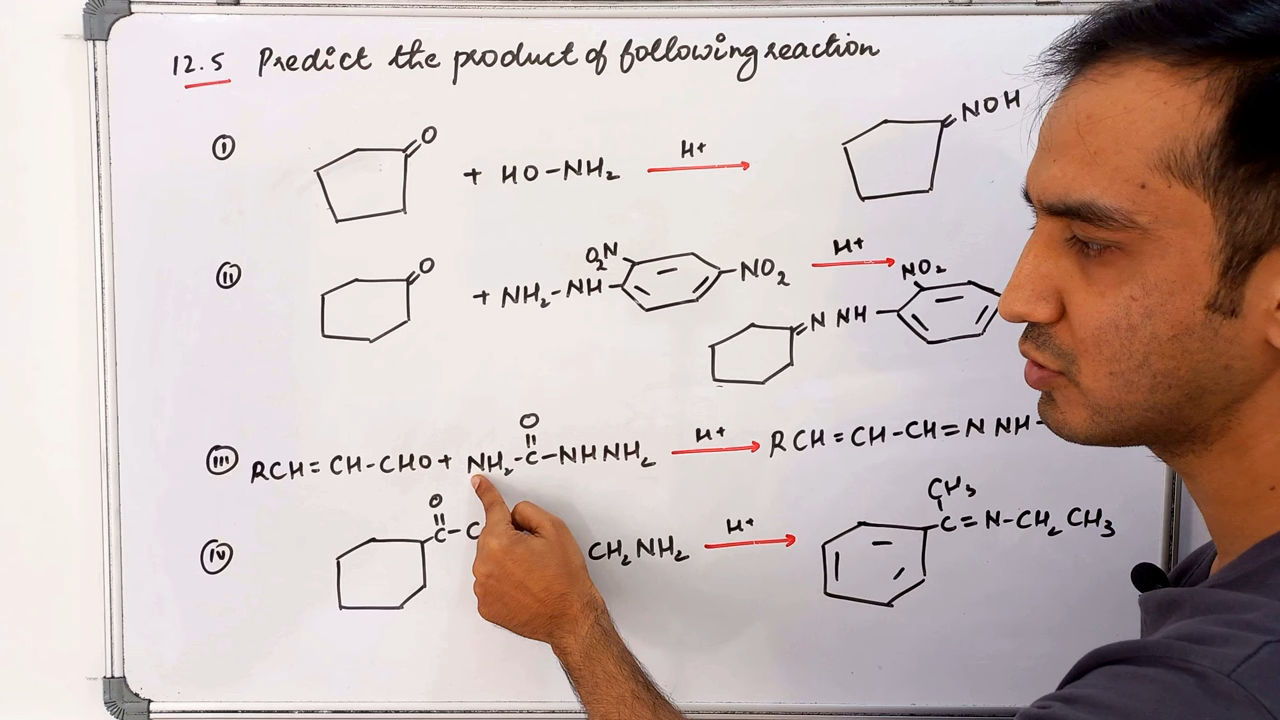 12.5 Predict the product of following reaction
i O + HO-NH2 H+ NOH
ii O + NH2-NH O2N NO2 H+
N NH NO2
iii RCH=CH-CHO + NH2-C-NHNH2 O H+ RCH=CH-CH=N NH-
iv O C-C CH2NH2 H+ CH3 C=N-CH2CH3